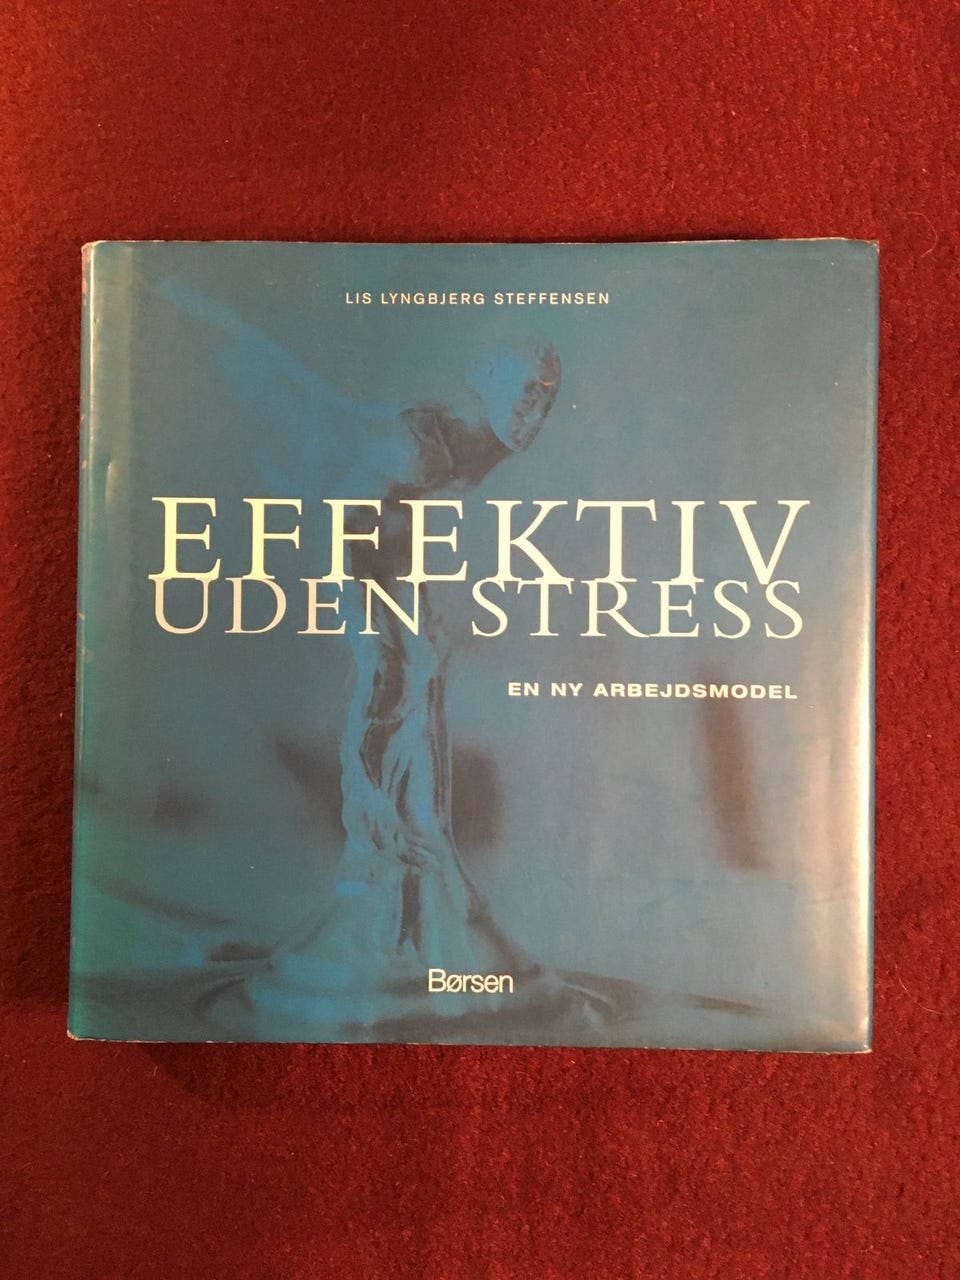 LIS LYNGBJERG STEFFENSEN
EFFEKTIV
UDEN STRESS
EN NY ARBEJDSMODEL
Børsen